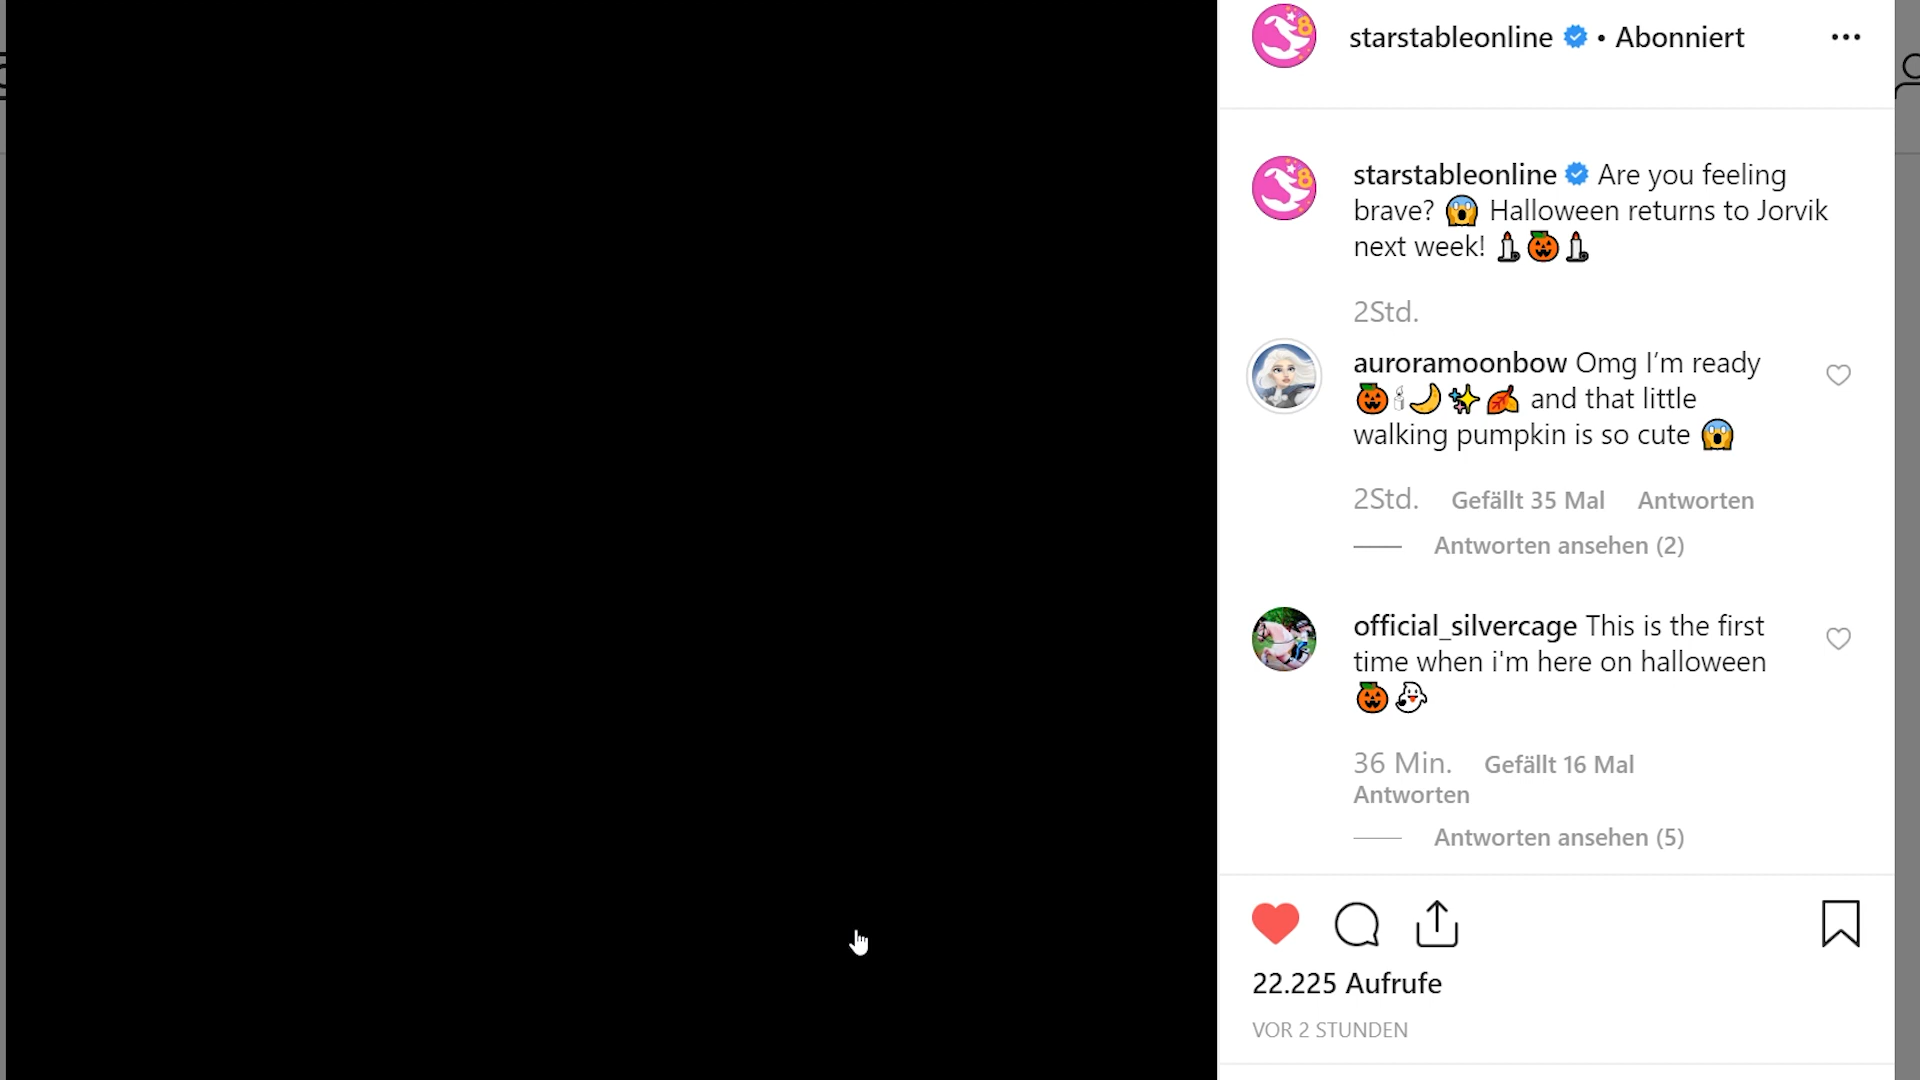 starstableonline • Abonniert
starstableonline Are you feeling
brave? 😱 Halloween returns to Jorvik
next week! 🕯️🎃🕯️
2Std.
auroramoonbow Omg I’m ready
🎃🕯🌙✨🍂 and that little
walking pumpkin is so cute 😱
2Std. Gefällt 35 Mal Antworten
Antworten ansehen (2)
official_silvercage This is the first
time when i'm here on halloween
🎃👻
36 Min. Gefällt 16 Mal
Antworten
Antworten ansehen (5)
22.225 Aufrufe
VOR 2 STUNDEN